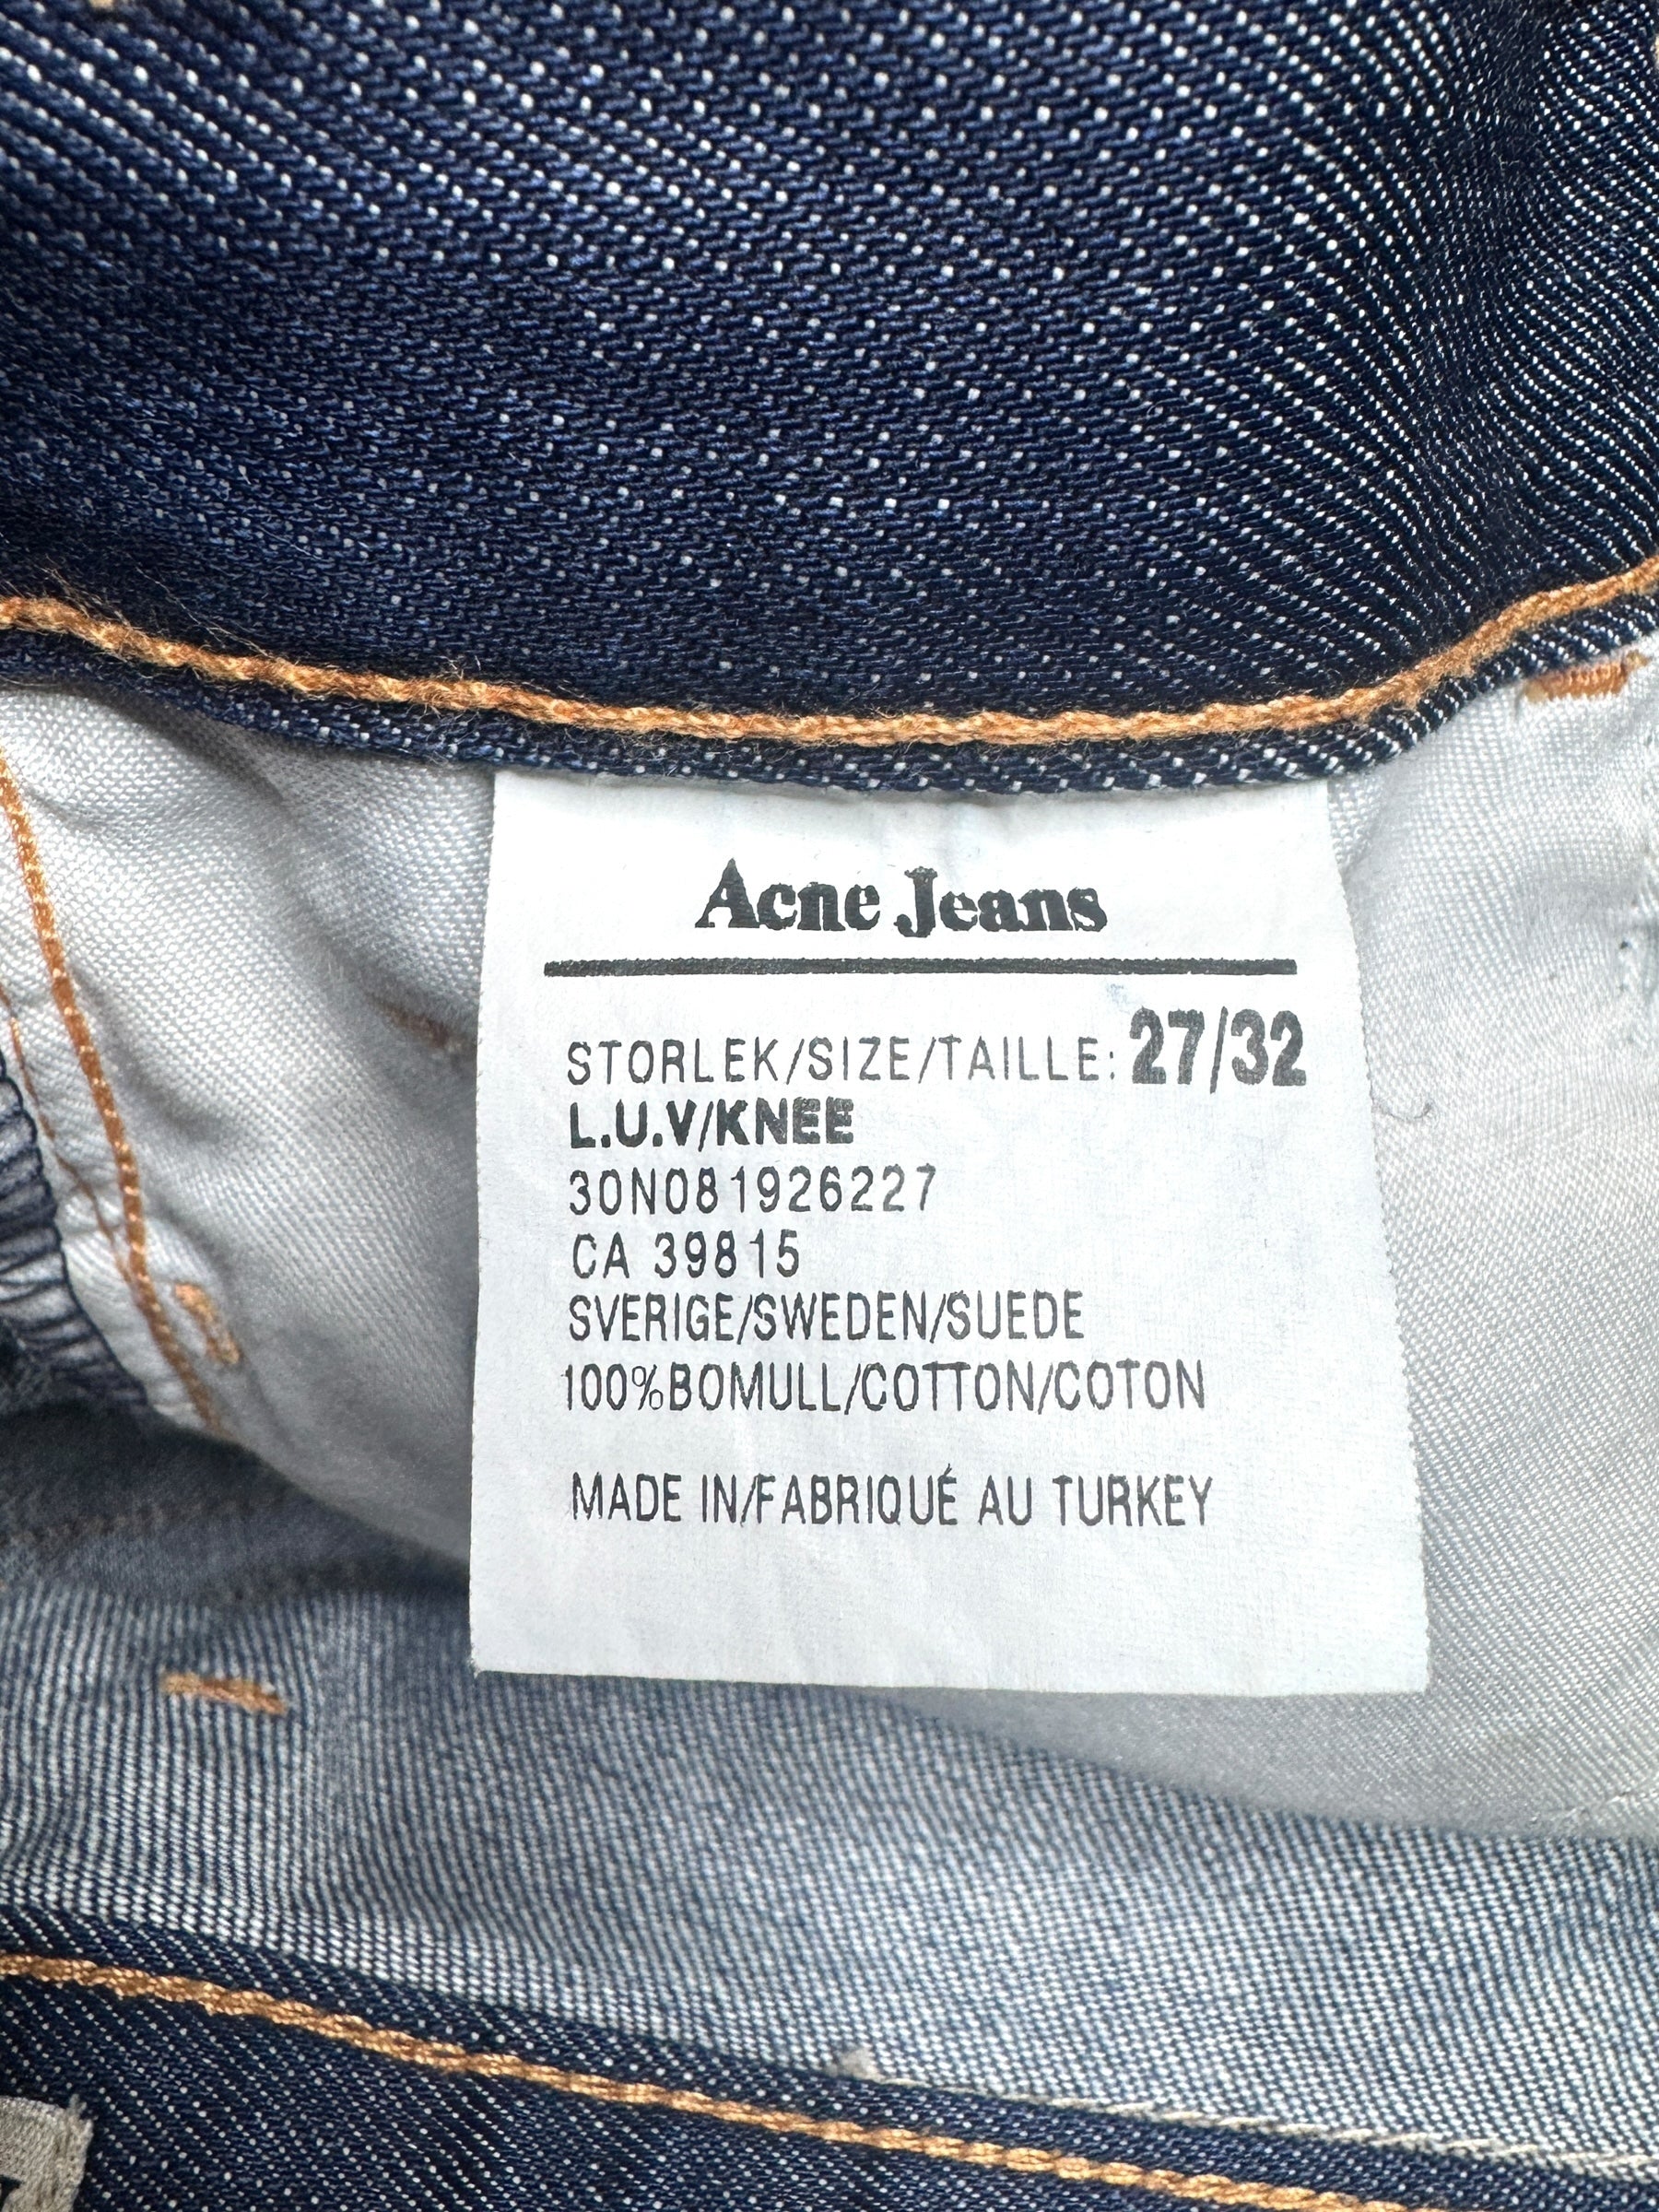 Acne Jeans
STORLEK/SIZE/TAILLE: 27/32
L.U.V/KNEE
30N081926227
CA 39815
SVERIGE/SWEDEN/SUEDE
100%BOMULL/COTTON/COTON
MADE IN/FABRIQUÉ AU TURKEY